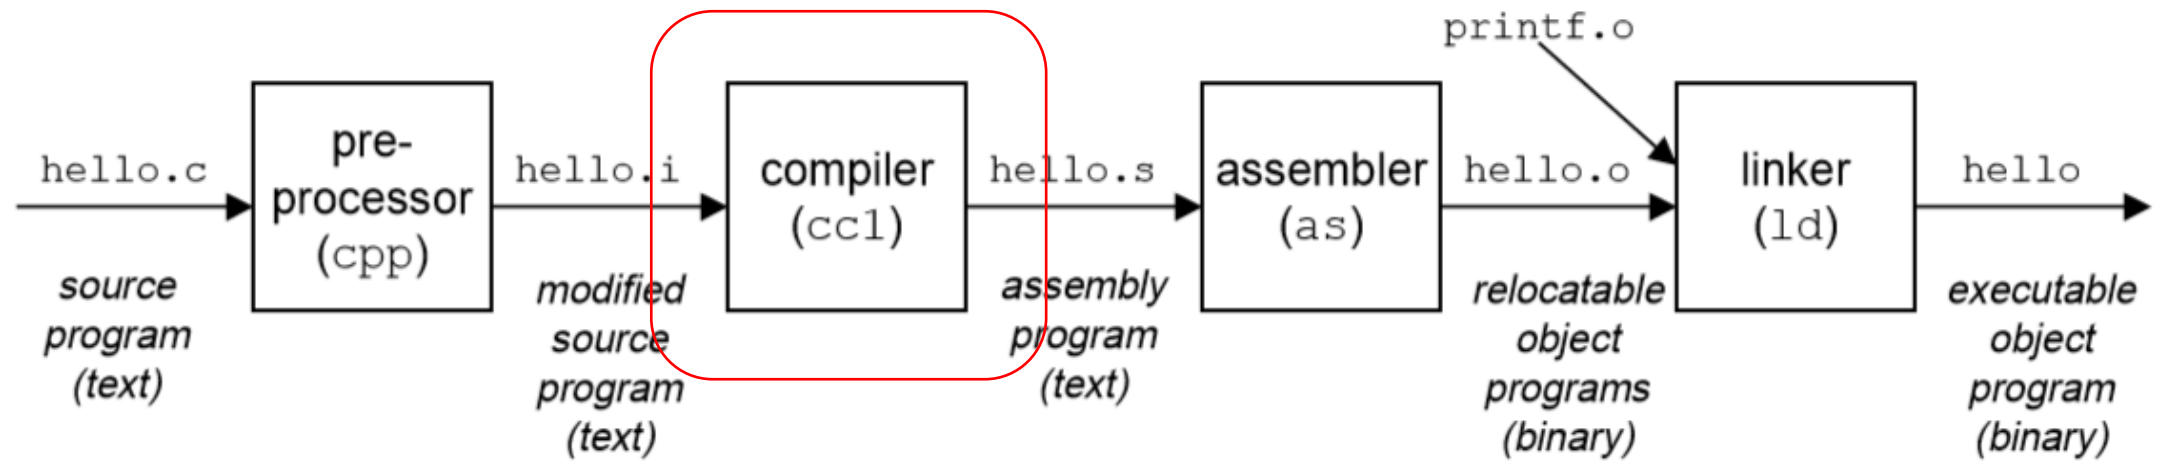 printf.o
hello.c
pre-
processor
(cpp)
hello.i
compiler
(cc1)
hello.s
assembler
(as)
hello.o
linker
(ld)
hello
source
program
(text)
modified
source
program
(text)
assembly
program
(text)
relocatable
object
programs
(binary)
executable
object
program
(binary)